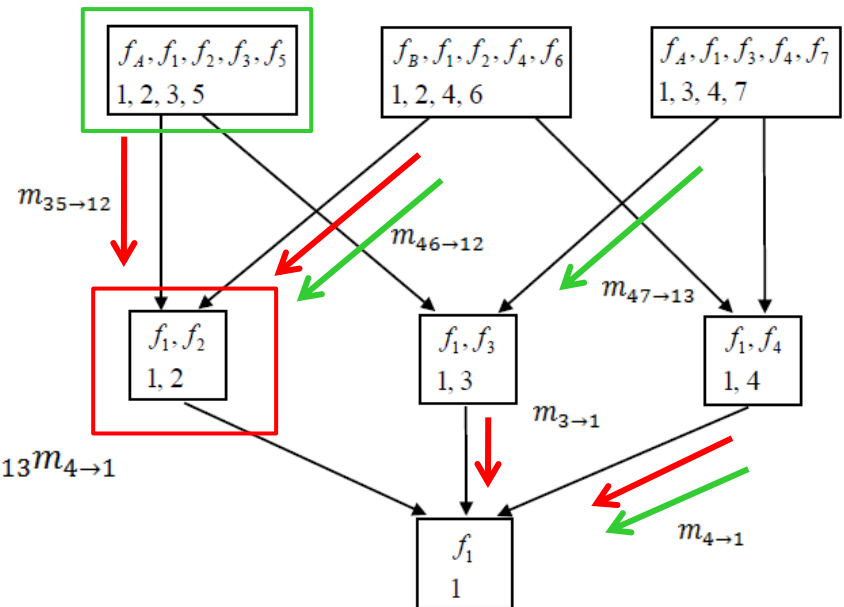 f_A, f_1, f_2, f_3, f_5
1, 2, 3, 5
f_B, f_1, f_2, f_4, f_6
1, 2, 4, 6
f_A, f_1, f_3, f_4, f_7
1, 3, 4, 7
m_{35→12}
m_{46→12}
m_{47→13}
f_1, f_2
1, 2
f_1, f_3
1, 3
f_1, f_4
1, 4
m_{3→1}
_{13}m_{4→1}
m_{4→1}
f_1
1